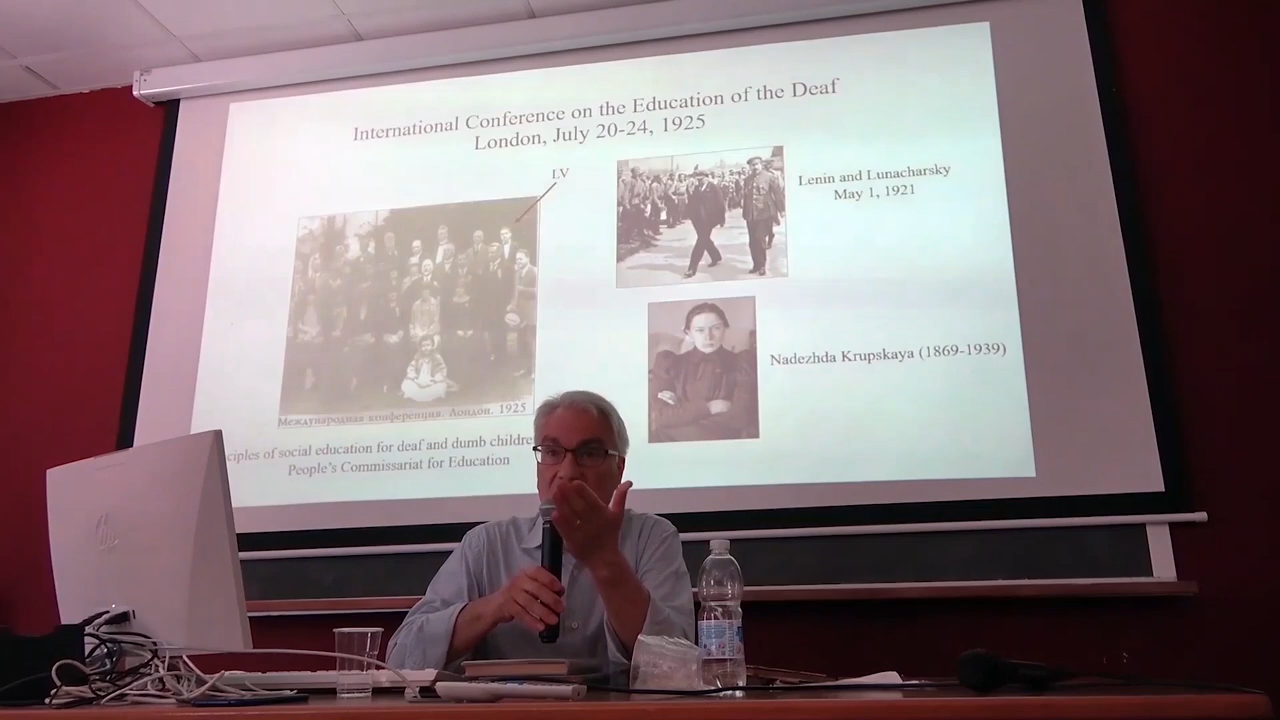 International Conference on the Education of the Deaf
London, July 20-24, 1925
LV
Lenin and Lunacharsky
May 1, 1921
Nadezhda Krupskaya (1869-1939)
Международная конференция. Лондон. 1925
of social education for deaf and dumb
People's Commissariat for Education
hp